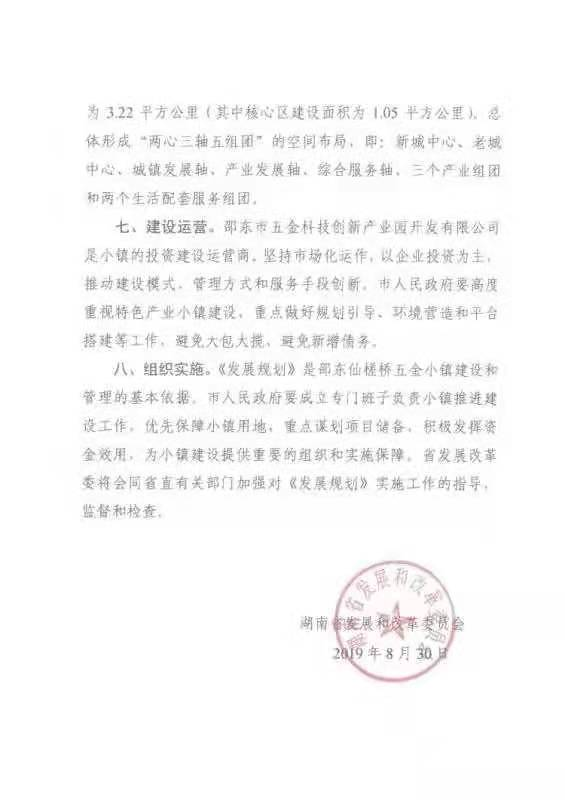 为 3.22 平方公里（其中核心区建设面积为 1.05 平方公里）。总
体形成“两心三轴五组团”的空间布局，即：新城中心、老城
中心、城镇发展轴、产业发展轴、综合服务轴、三个产业组团
和两个生活配套服务组团。
七、建设运营。邵东市五金科技创新产业园开发有限公司
是小镇的投资建设运营商。坚持市场化运作，以企业投资为主，
推动建设模式、管理方式和服务手段创新。市人民政府要高度
重视特色产业小镇建设，重点做好规划引导、环境营造和平台
搭建等工作，避免大包大揽，避免新增债务。
八、组织实施。《发展规划》是邵东仙槎桥五金小镇建设和
管理的基本依据。市人民政府要成立专门班子负责小镇推进建
设工作，优先保障小镇用地，重点谋划项目储备，积极发挥资
金效用，为小镇建设提供重要的组织和实施保障。省发展改革
委将会同省直有关部门加强对《发展规划》实施工作的指导、
监督和检查。
湖南省发展和改革委员会
湖南省发展和改革委员会
2019 年 8 月 30 日